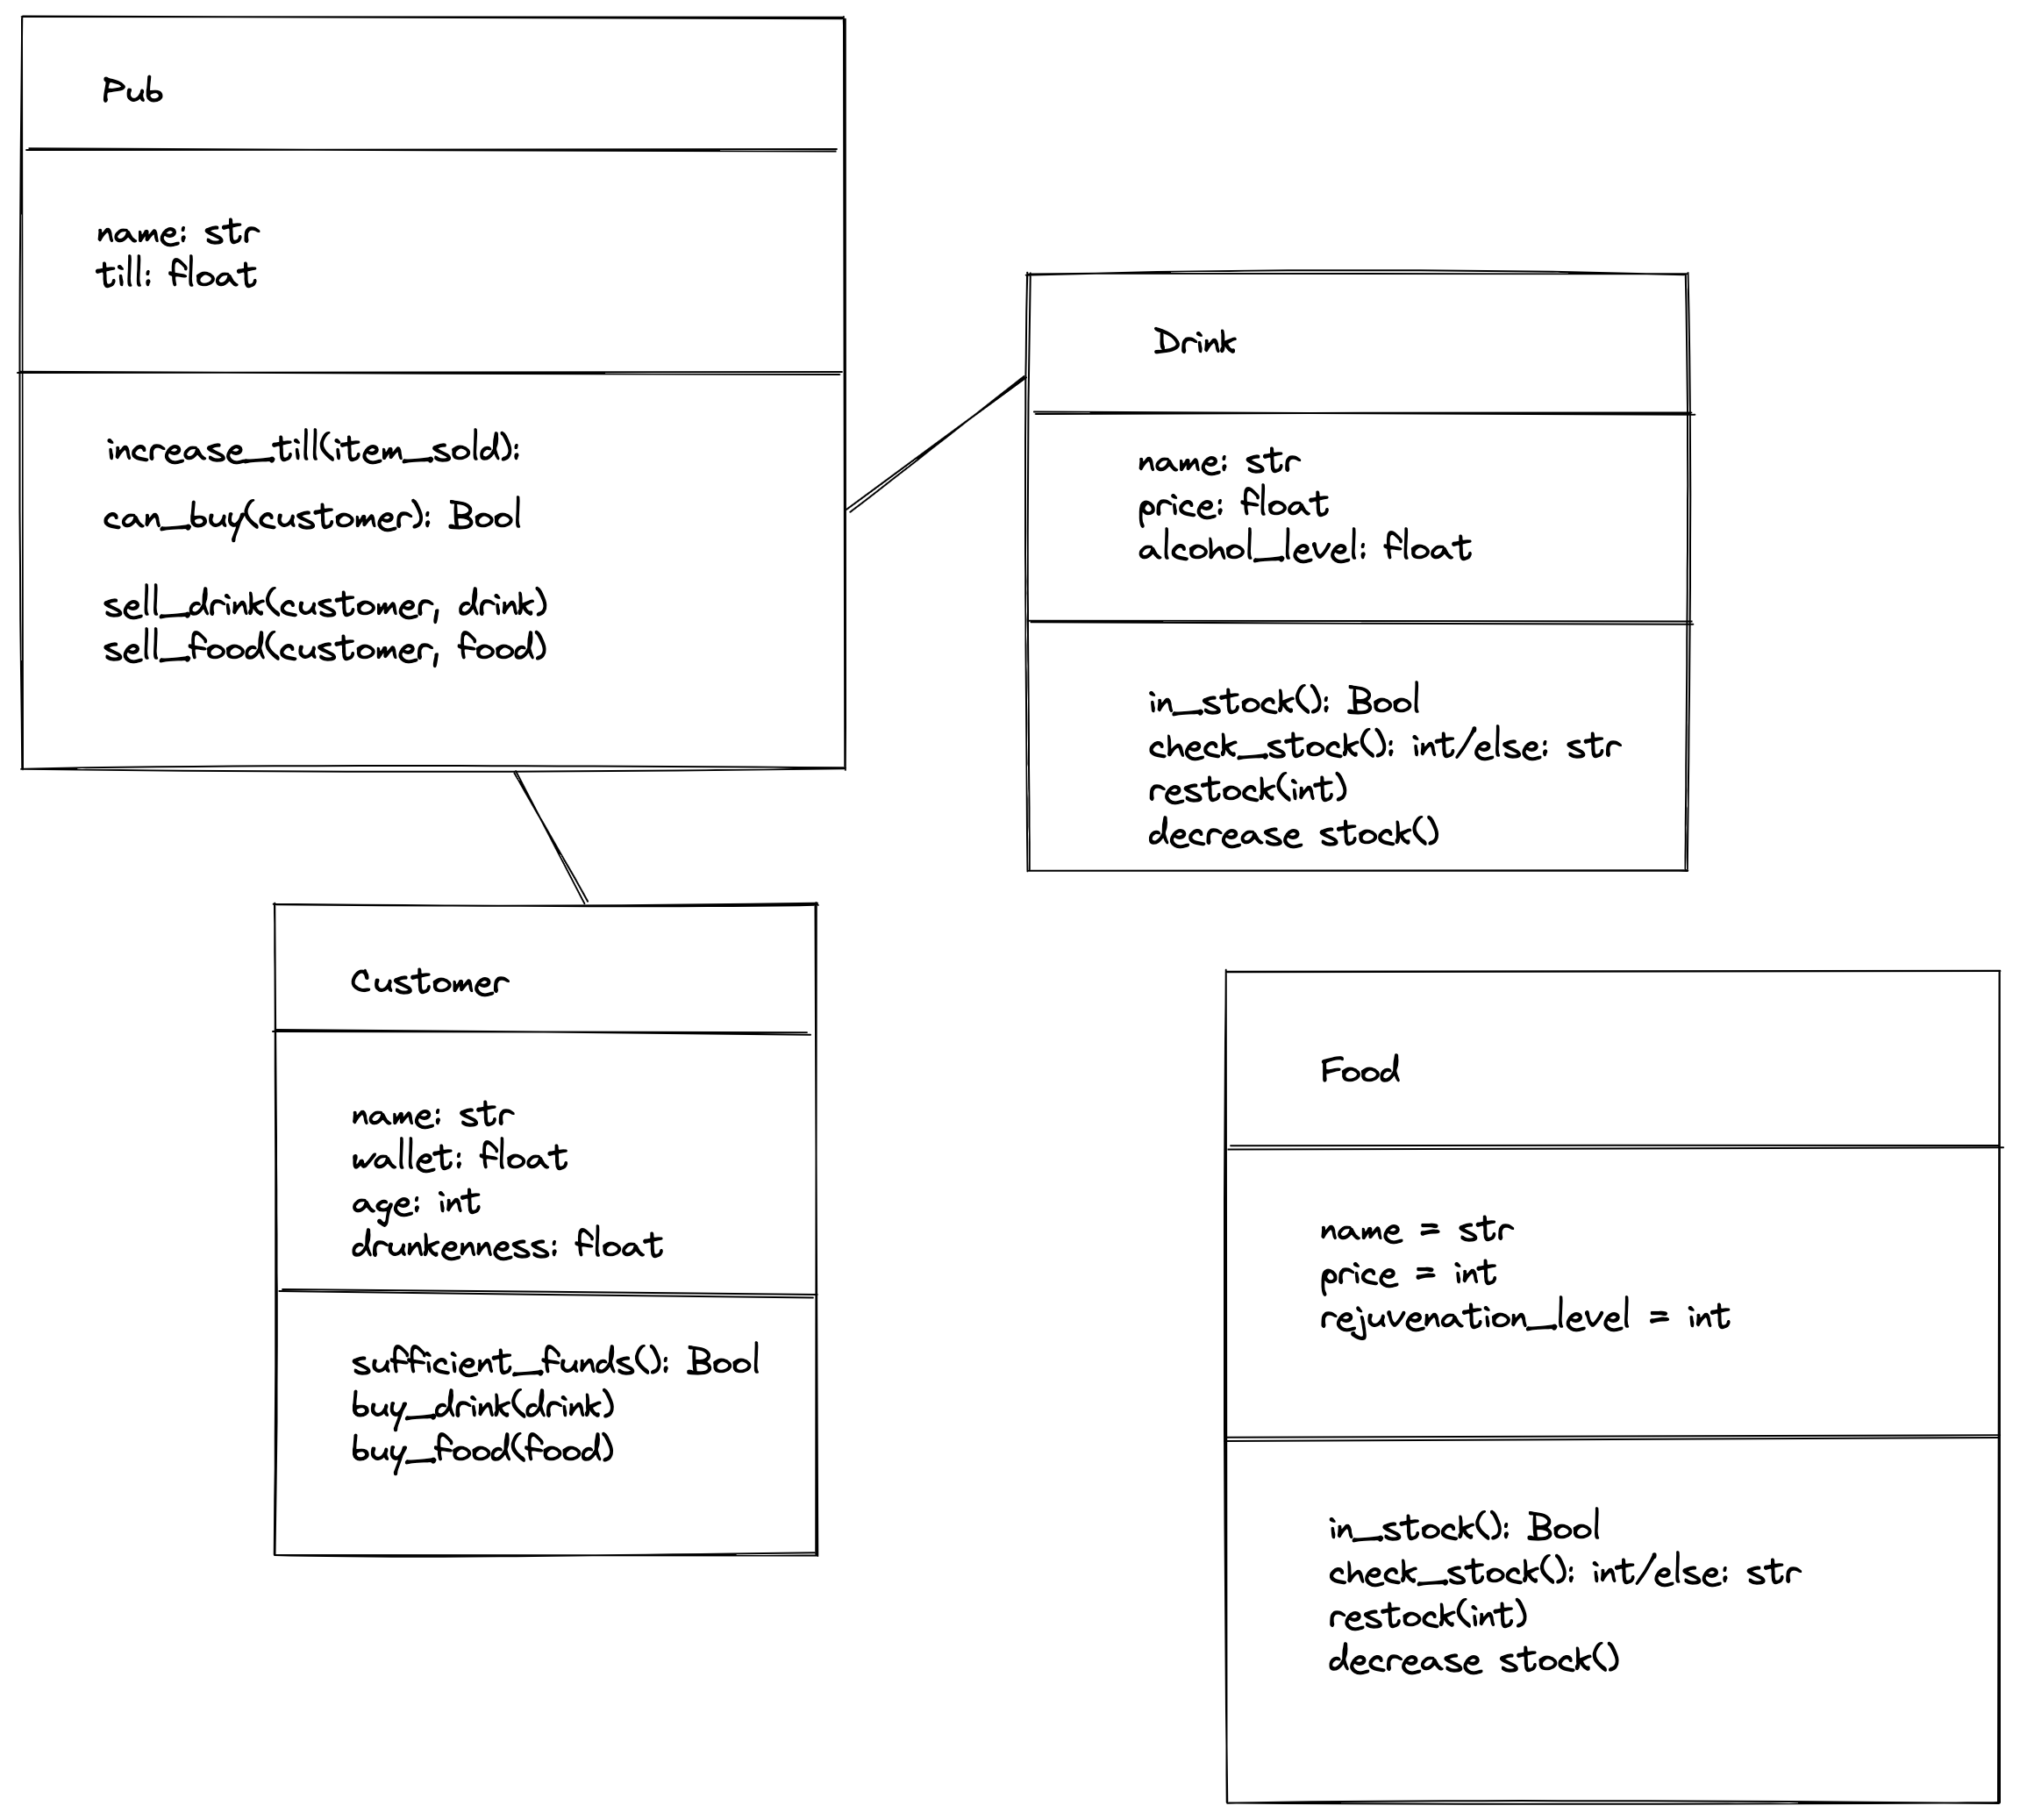 Pub
name: str
till: float
increase_till(item_sold):
can_buy(customer): Bool
sell_drink(customer, drink)
sell_food(customer, food)
Drink
name: str
price: float
alcohol_level: float
in_stock(): Bool
check_stock(): int/else: str
restock(int)
decrease stock()
Customer
name: str
wallet: float
age: int
drunkenness: float
sufficient_funds(): Bool
buy_drink(drink)
buy_food(food)
Food
name = str
price = int
rejuvenation_level = int
in_stock(): Bool
check_stock(): int/else: str
restock(int)
decrease stock()